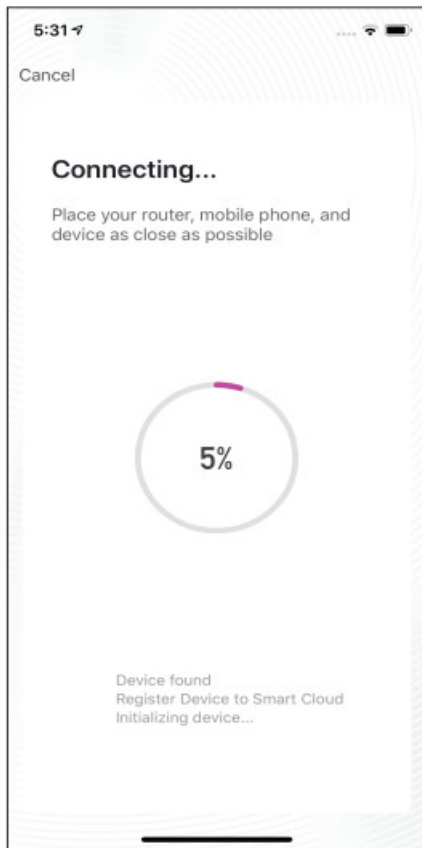 5:31
Cancel
Connecting...
Place your router, mobile phone, and
device as close as possible
5%
Device found
Register Device to Smart Cloud
Initializing device...